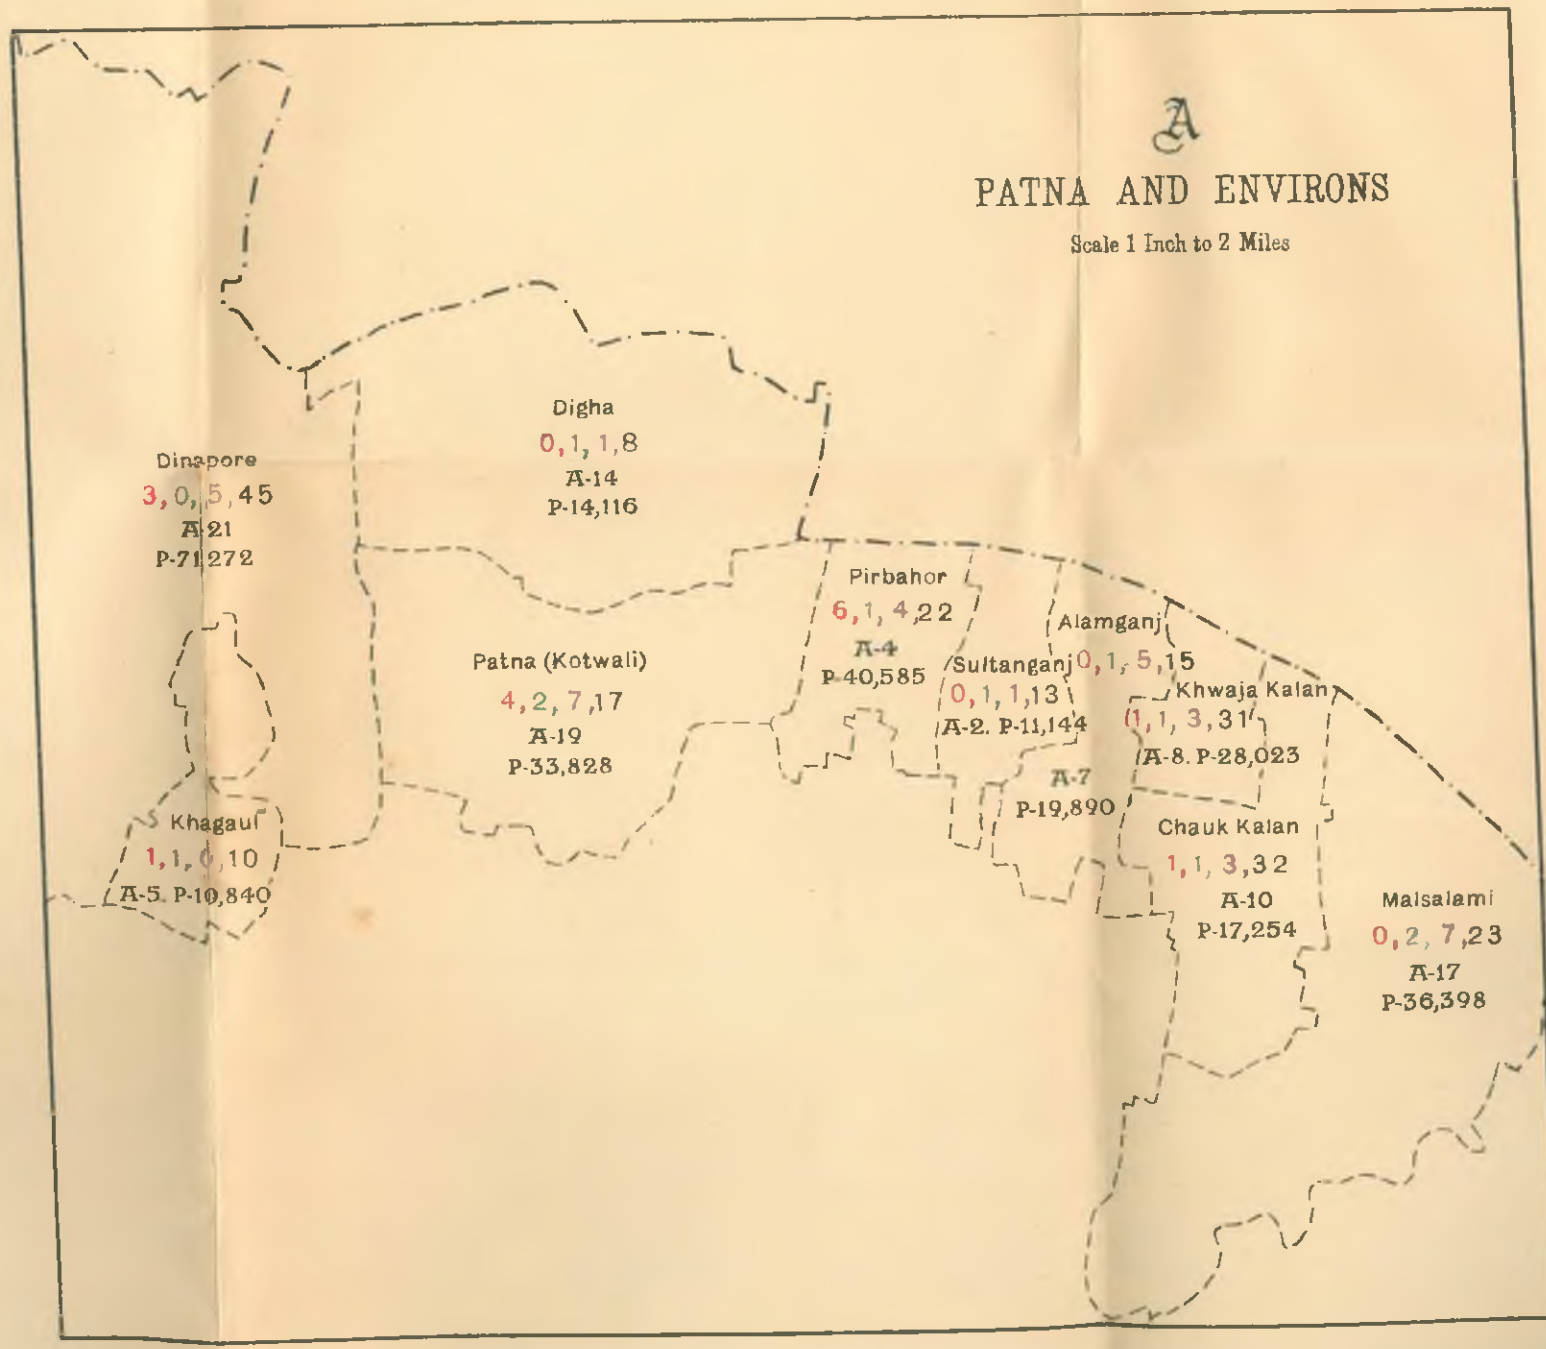 A
PATNA AND ENVIRONS
Scale 1 Inch to 2 Miles
Digha
0, 1, 1, 8
A-14
P-14,116
Dinapore
3, 0, 5, 45
A-21
P-71,272
Pirbahor
6, 1, 4, 22
A-4
P-40,585
Patna (Kotwali)
4, 2, 7, 17
A-19
P-33,828
Sultanganj
0, 1, 1, 13
A-2. P-11,144
Alamganj
0, 1, 5, 15
A-7
P-19,890
Khwaja Kalan
1, 1, 3, 31
A-8. P-28,023
Khagaul
1, 1, 0, 10
A-5. P-10,840
Chauk Kalan
1, 1, 3, 32
A-10
P-17,254
Malsalami
0, 2, 7, 23
A-17
P-36,398